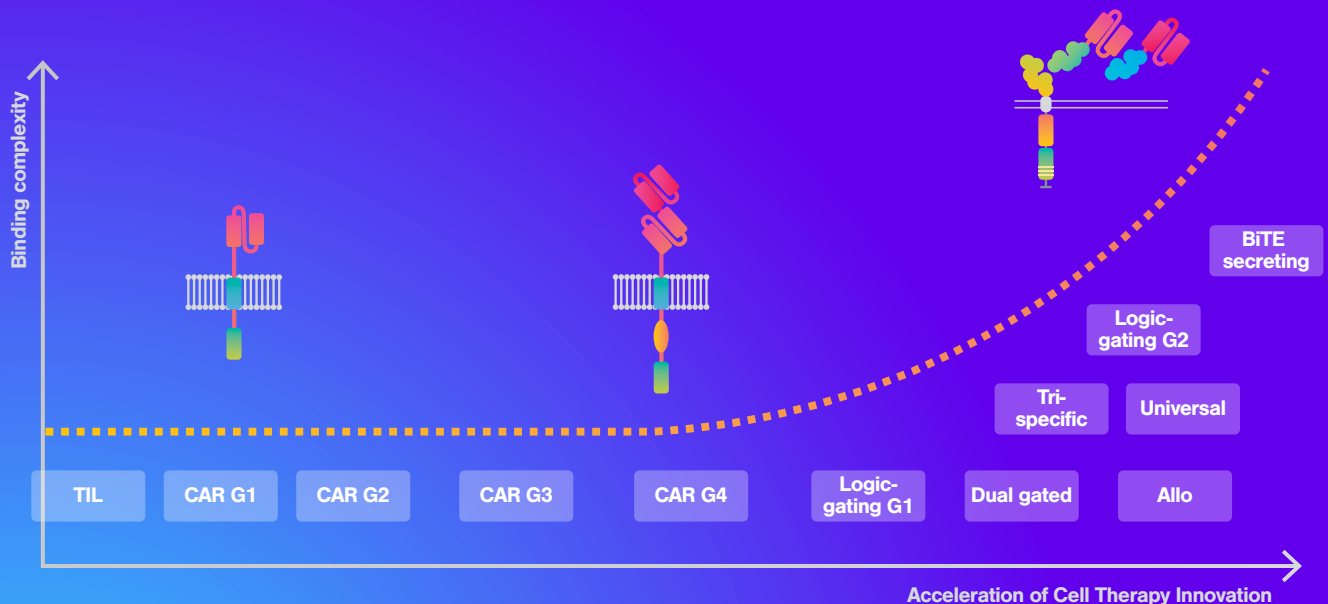 Binding complexity
BiTE
secreting
Logic-
gating G2
Tri-
specific
Universal
TIL
CAR G1
CAR G2
CAR G3
CAR G4
Logic-
gating G1
Dual gated
Allo
Acceleration of Cell Therapy Innovation